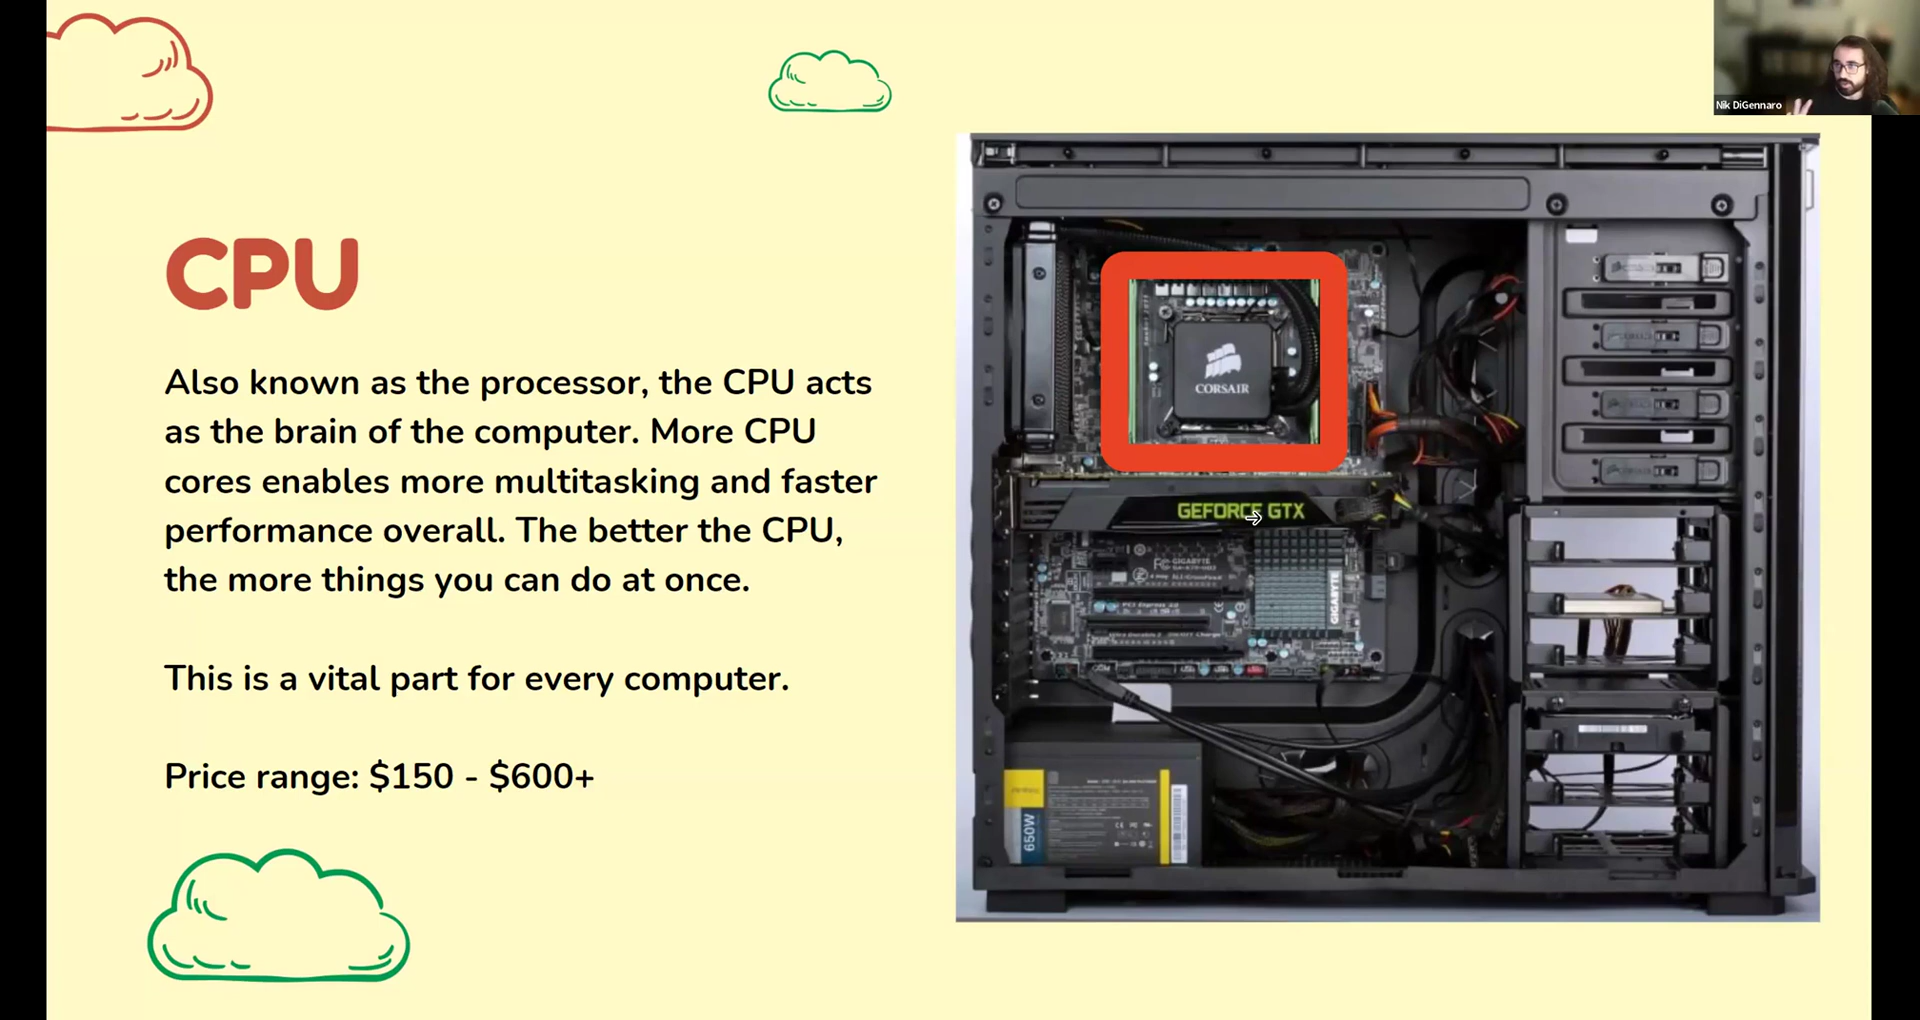 Nik DiGennaro
CPU
Also known as the processor, the CPU acts
as the brain of the computer. More CPU
cores enables more multitasking and faster
performance overall. The better the CPU,
the more things you can do at once.
This is a vital part for every computer.
Price range: $150 - $600+
CORSAIR
GEFORCE GTX
GIGABYTE
GIGABYTE
650W